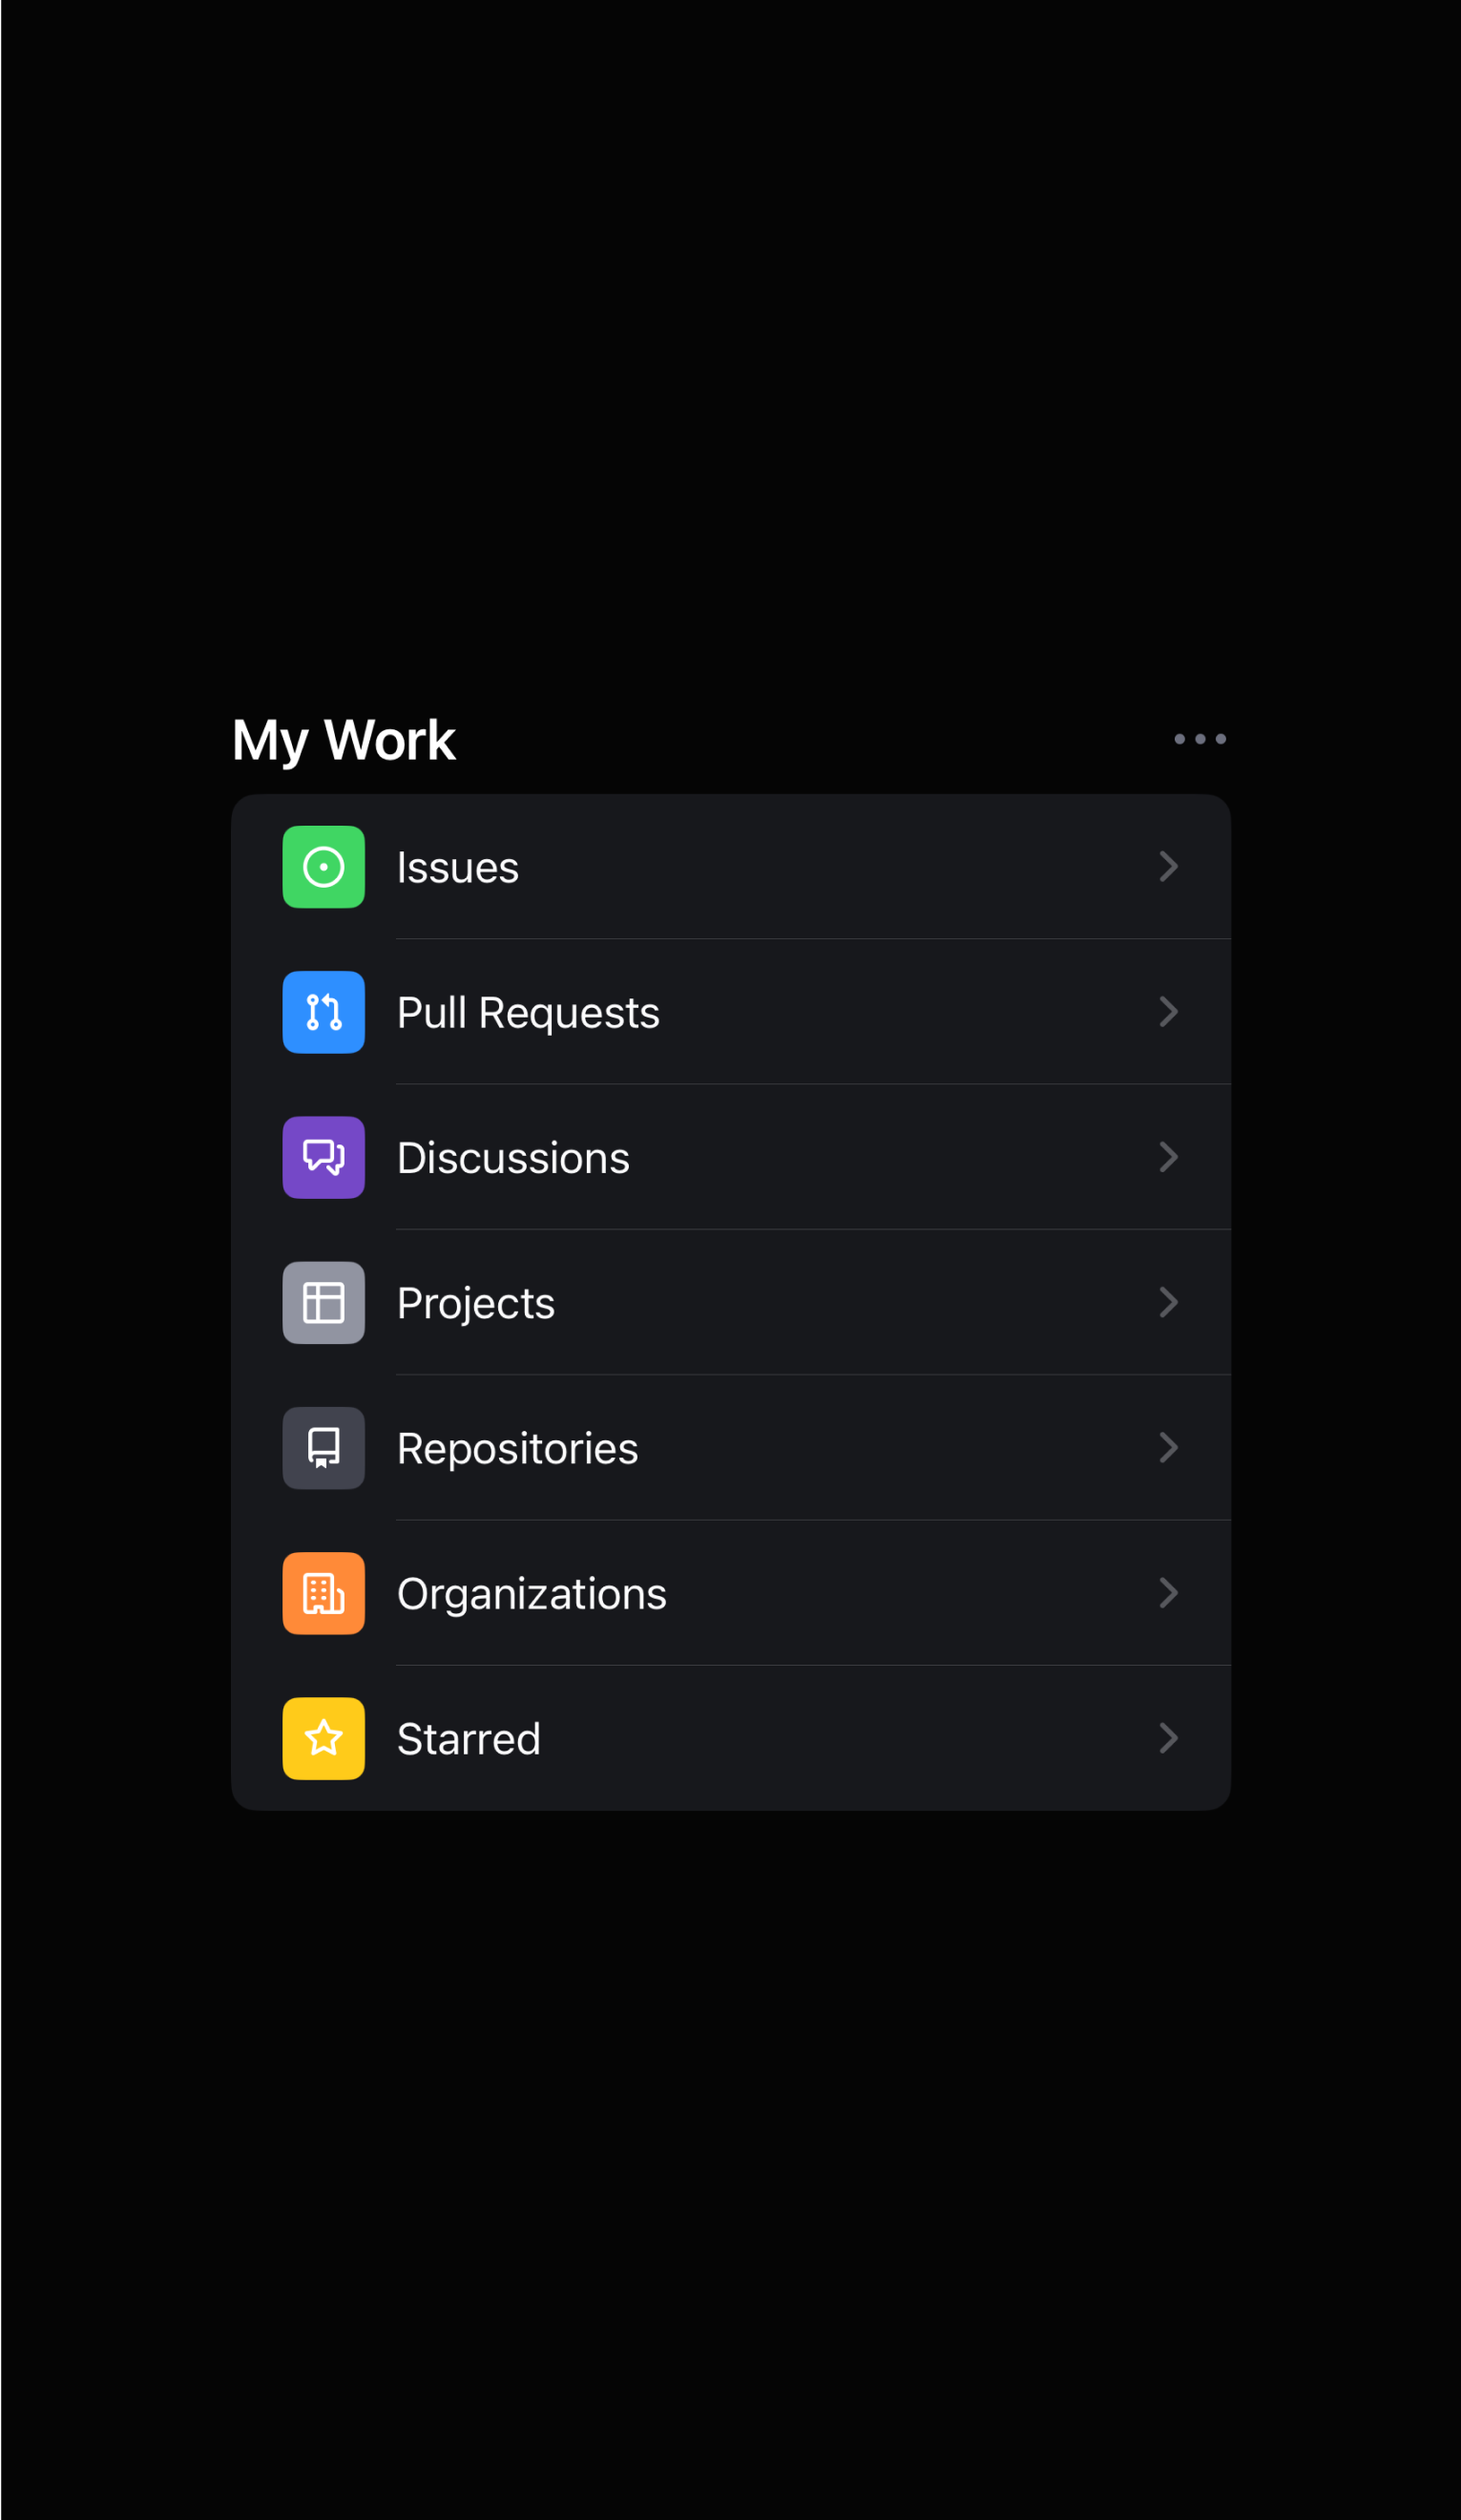 My Work
Issues
Pull Requests
Discussions
Projects
Repositories
Organizations
Starred